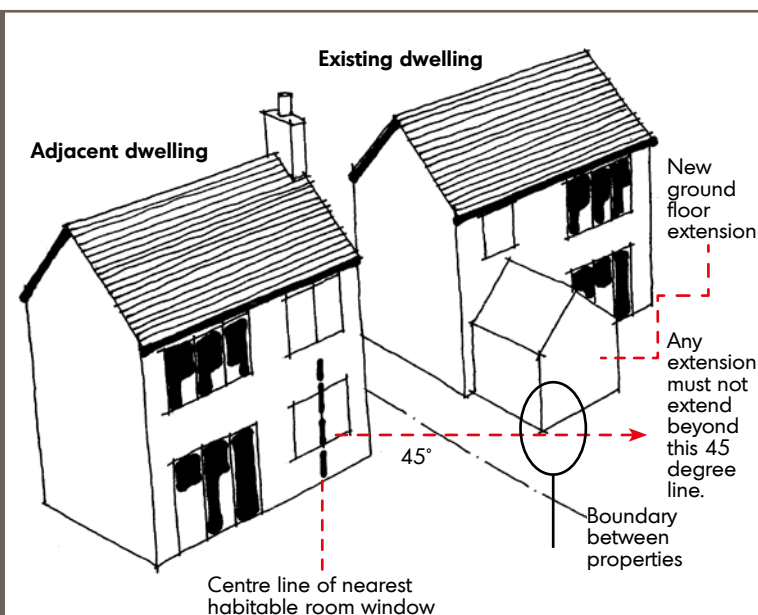 Existing dwelling
Adjacent dwelling
New
ground
floor
extension
Any
extension
must not
extend
beyond
this 45
degree
line.
45°
Boundary
between
properties
Centre line of nearest
habitable room window